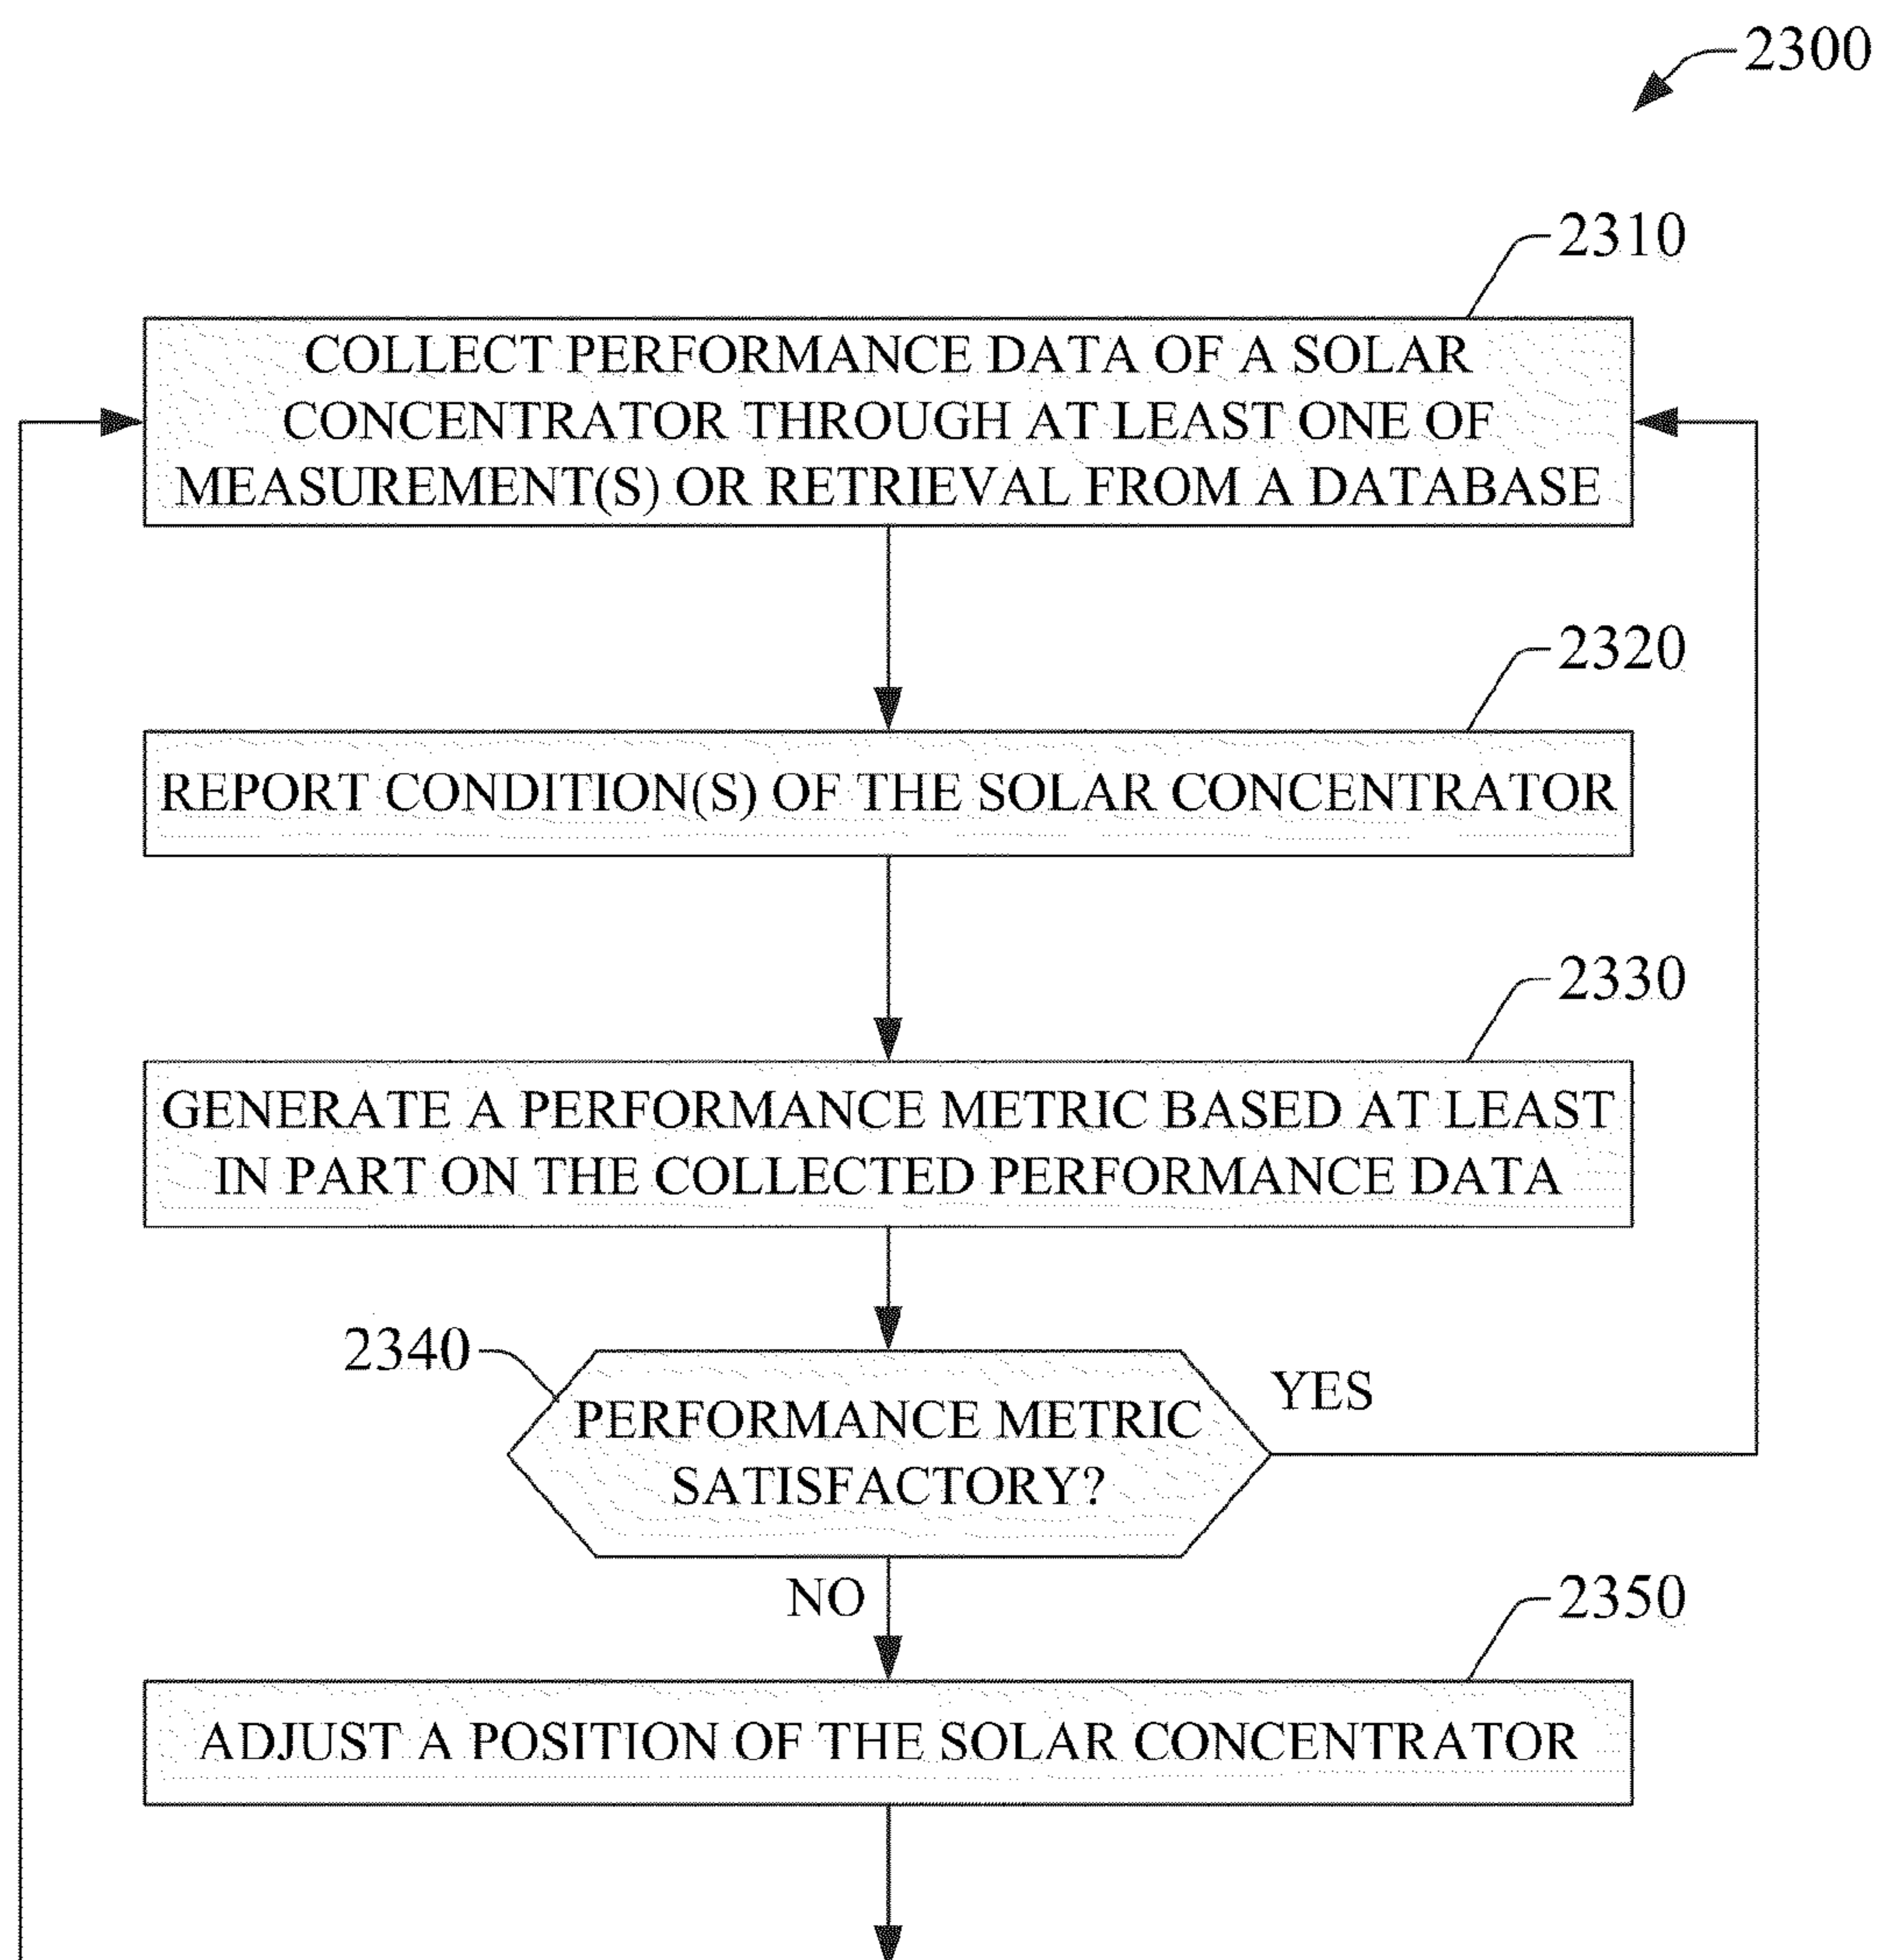 2300
2310
COLLECT PERFORMANCE DATA OF A SOLAR
CONCENTRATOR THROUGH AT LEAST ONE OF
MEASUREMENT(S) OR RETRIEVAL FROM A DATABASE
2320
REPORT CONDITION(S) OF THE SOLAR CONCENTRATOR
2330
GENERATE A PERFORMANCE METRIC BASED AT LEAST
IN PART ON THE COLLECTED PERFORMANCE DATA
2340
PERFORMANCE METRIC
SATISFACTORY?
YES
NO
2350
ADJUST A POSITION OF THE SOLAR CONCENTRATOR